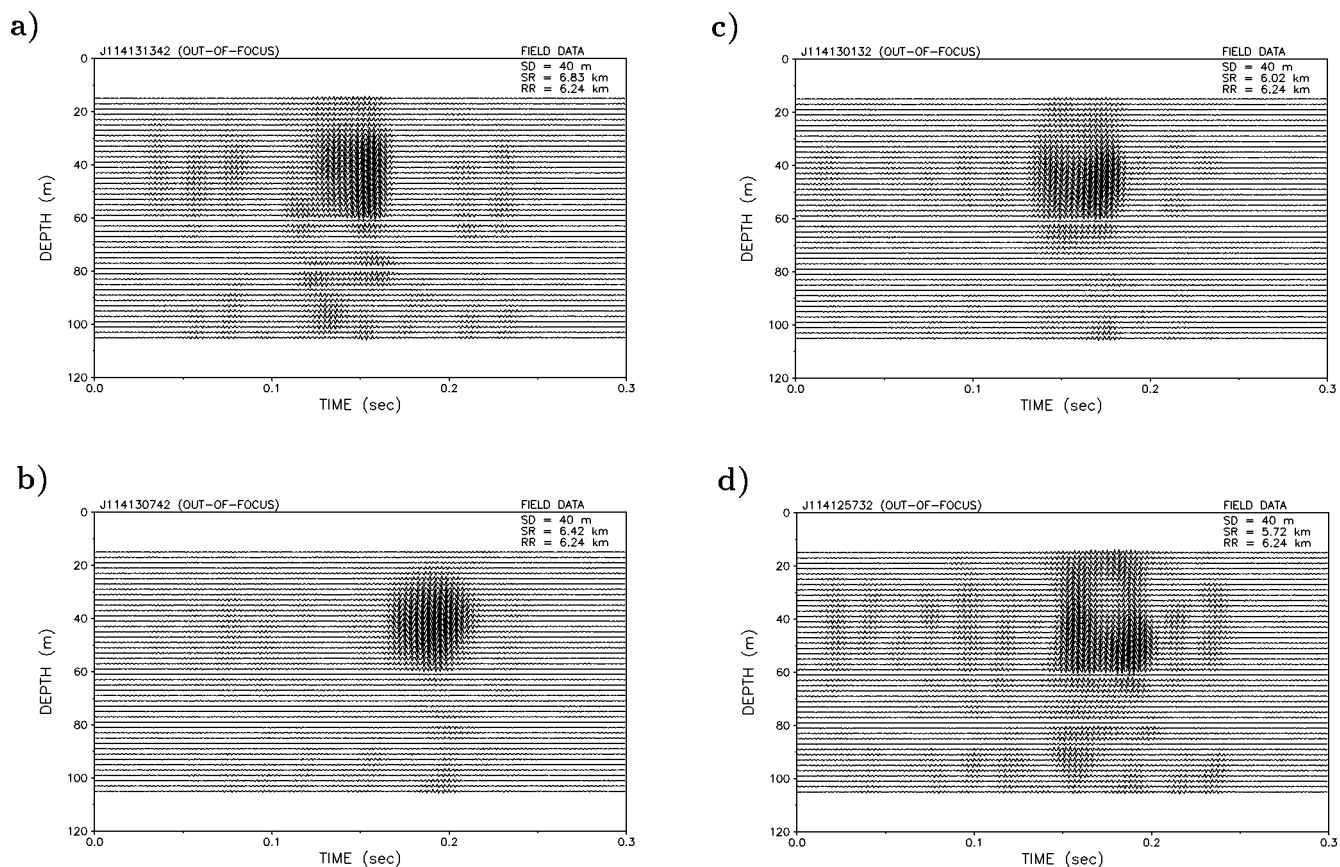 a)
J114131342 (OUT-OF-FOCUS) FIELD DATA
SD = 40 m
SR = 6.83 km
RR = 6.24 km
0
20
40
60
80
100
120
DEPTH (m)
0.0 0.1 0.2 0.3
TIME (sec)
b)
J114130742 (OUT-OF-FOCUS) FIELD DATA
SD = 40 m
SR = 6.42 km
RR = 6.24 km
0
20
40
60
80
100
120
DEPTH (m)
0.0 0.1 0.2 0.3
TIME (sec)
c)
J114130132 (OUT-OF-FOCUS) FIELD DATA
SD = 40 m
SR = 6.02 km
RR = 6.24 km
0
20
40
60
80
100
120
DEPTH (m)
0.0 0.1 0.2 0.3
TIME (sec)
d)
J114125732 (OUT-OF-FOCUS) FIELD DATA
SD = 40 m
SR = 5.72 km
RR = 6.24 km
0
20
40
60
80
100
120
DEPTH (m)
0.0 0.1 0.2 0.3
TIME (sec)